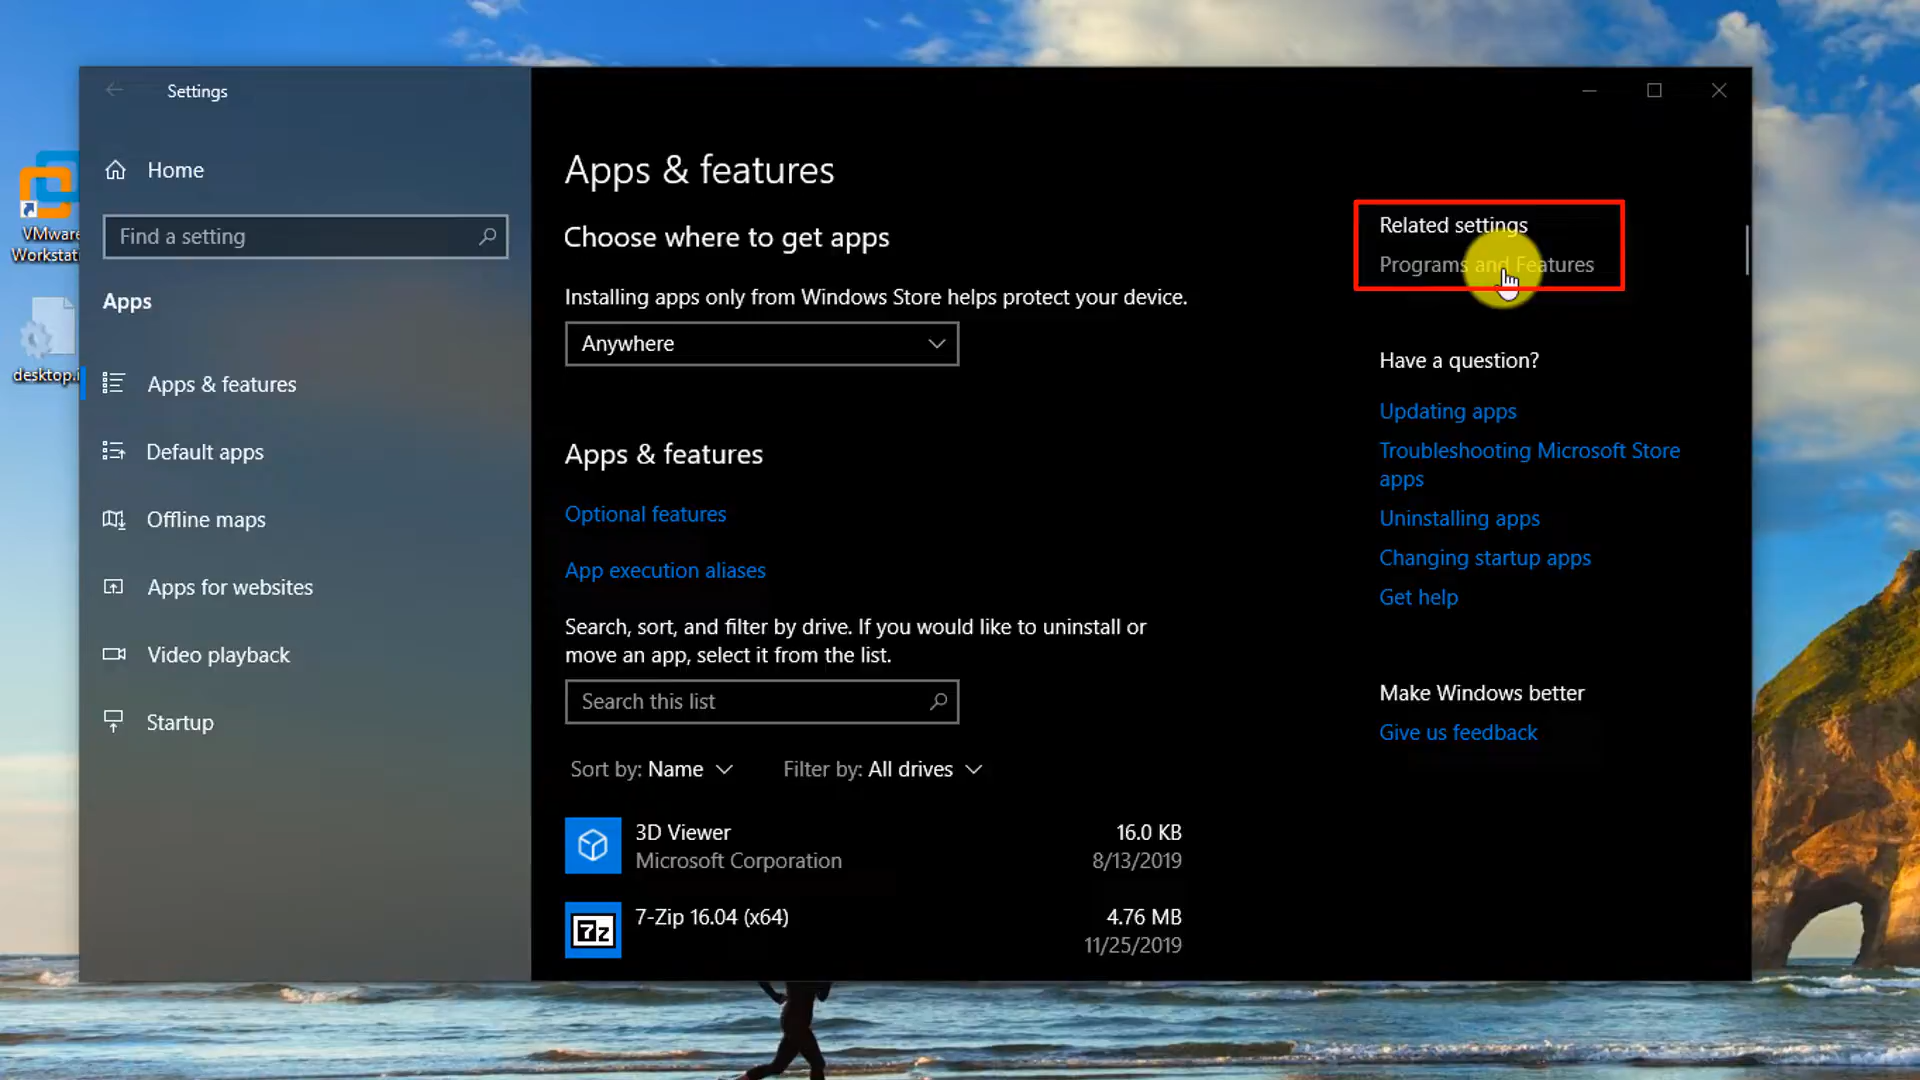 Settings
Home
Find a setting
Apps
Apps & features
Default apps
Offline maps
Apps for websites
Video playback
Startup
VMware
Workstati
desktop.i
Apps & features
Choose where to get apps
Installing apps only from Windows Store helps protect your device.
Anywhere
Apps & features
Optional features
App execution aliases
Search, sort, and filter by drive. If you would like to uninstall or
move an app, select it from the list.
Search this list
Sort by: Name
Filter by: All drives
3D Viewer
16.0 KB
Microsoft Corporation
8/13/2019
7z
7-Zip 16.04 (x64)
4.76 MB
11/25/2019
Related settings
Programs and Features
Have a question?
Updating apps
Troubleshooting Microsoft Store
apps
Uninstalling apps
Changing startup apps
Get help
Make Windows better
Give us feedback